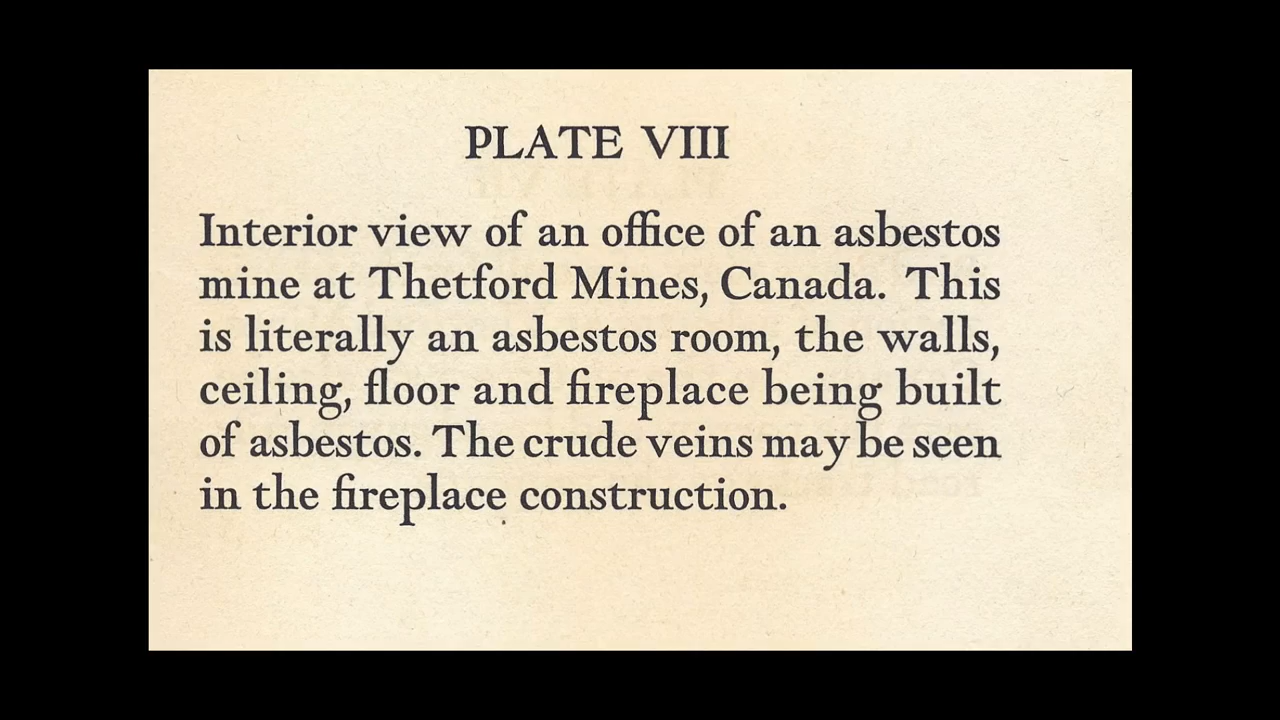 PLATE VIII
Interior view of an office of an asbestos
mine at Thetford Mines, Canada. This
is literally an asbestos room, the walls,
ceiling, floor and fireplace being built
of asbestos. The crude veins may be seen
in the fireplace construction.